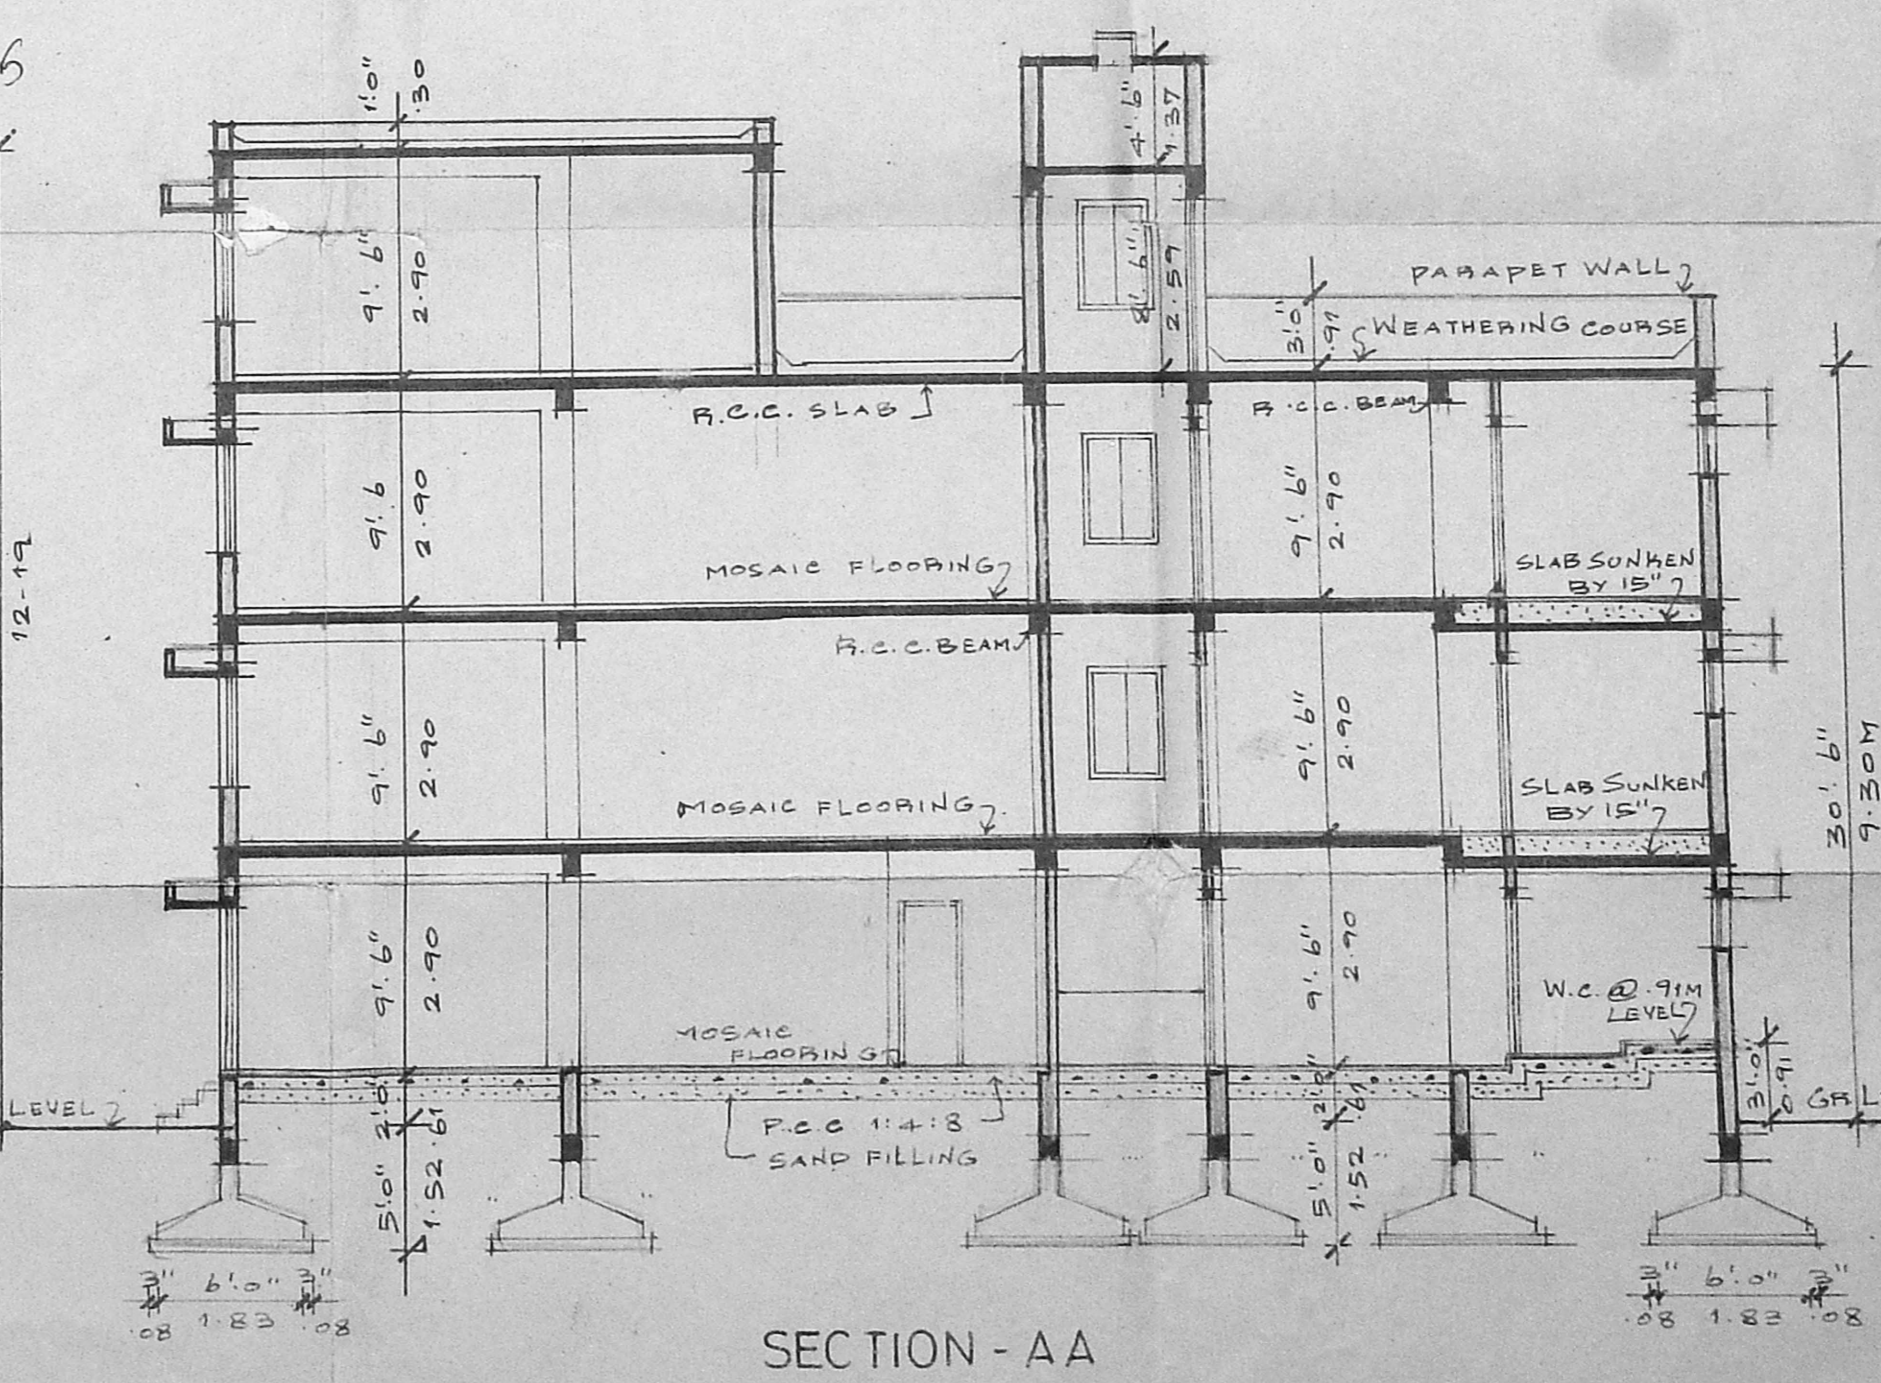 1'.0"
.30
4'.6"
1.37
9'.6"
2.90
8'.6"
2.59
PARAPET WALL
3'.0"
.91
WEATHERING COURSE
R.C.C. SLAB
R.C.C. BEAM
9'.6
2.90
9'.6"
2.90
12-19
MOSAIC FLOORING
SLAB SUNKEN
BY 15"
R.C.C. BEAM
9'.6"
2.90
9'.6"
2.90
30'.6"
9.30M
MOSAIC FLOORING
SLAB SUNKEN
BY 15"
9'.6"
2.90
9'.6"
2.90
W.C. @ .91M
LEVEL
MOSAIC
FLOORING
3'.0"
0.91
GR L
LEVEL
2'.0
.61
P.C.C 1:4:8
SAND FILLING
2'.0"
.61
5'.0"
1.52
5'.0"
1.52
3" 6'.0" 3"
.08 1.83 .08
3" 6'.0" 3"
.08 1.83 .08
SECTION - AA